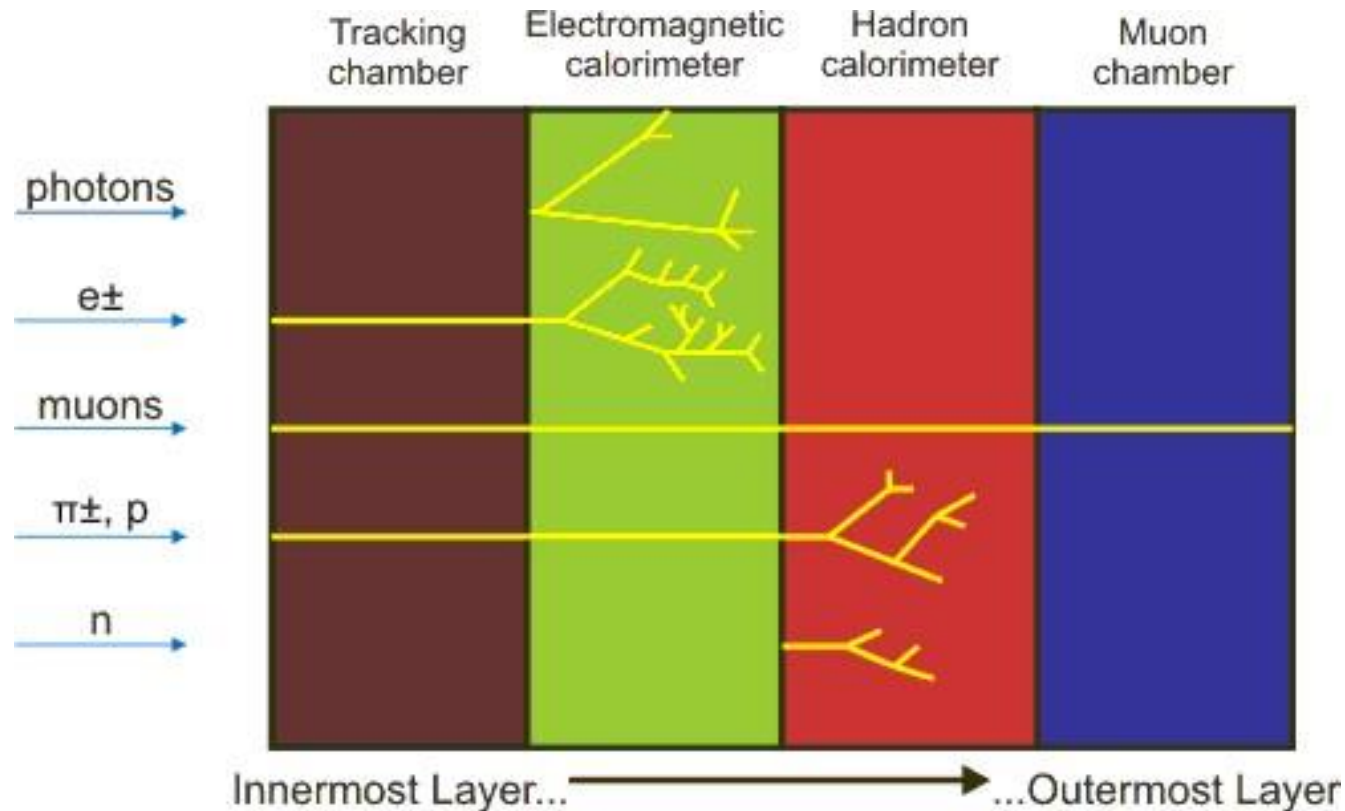 Tracking
chamber
Electromagnetic
calorimeter
Hadron
calorimeter
Muon
chamber
photons
e±
muons
π±, p
n
Innermost Layer...
...Outermost Layer